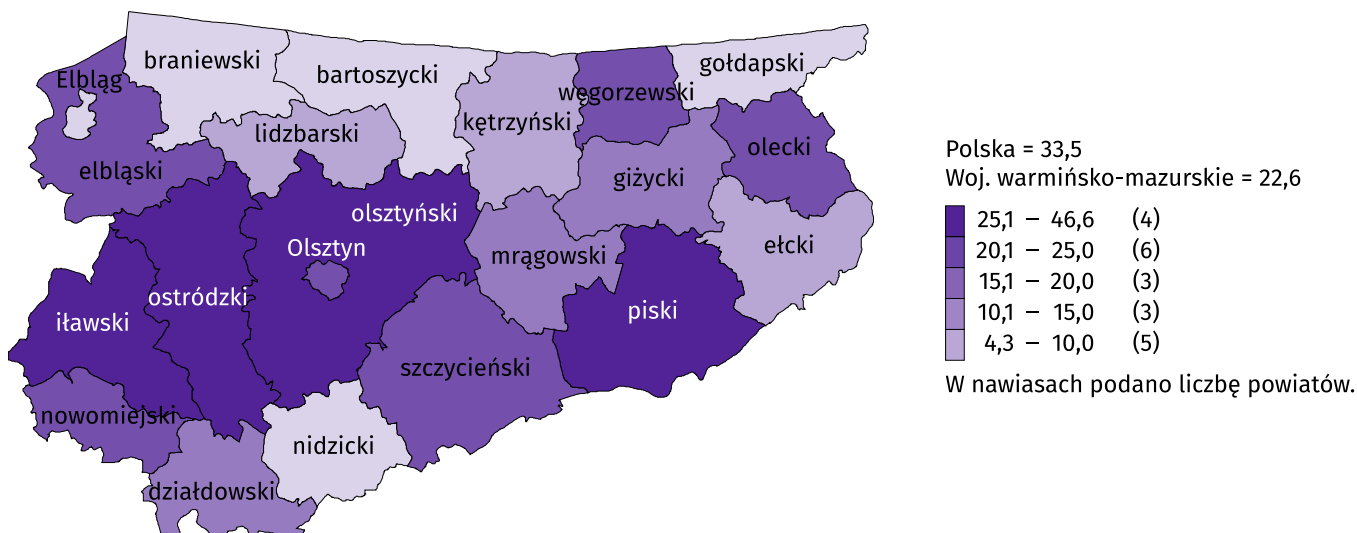 braniewski
Elbląg
bartoszycki
gołdapski
węgorzewski
kętrzyński
lidzbarski
olecki
elbląski
giżycki
olsztyński
Olsztyn
mrągowski
ełcki
ostródzki
iławski
piski
szczycieński
nowomiejski
nidzicki
działdowski
Polska = 33,5
Woj. warmińsko-mazurskie = 22,6
25,1 – 46,6 (4)
20,1 – 25,0 (6)
15,1 – 20,0 (3)
10,1 – 15,0 (3)
4,3 – 10,0 (5)
W nawiasach podano liczbę powiatów.